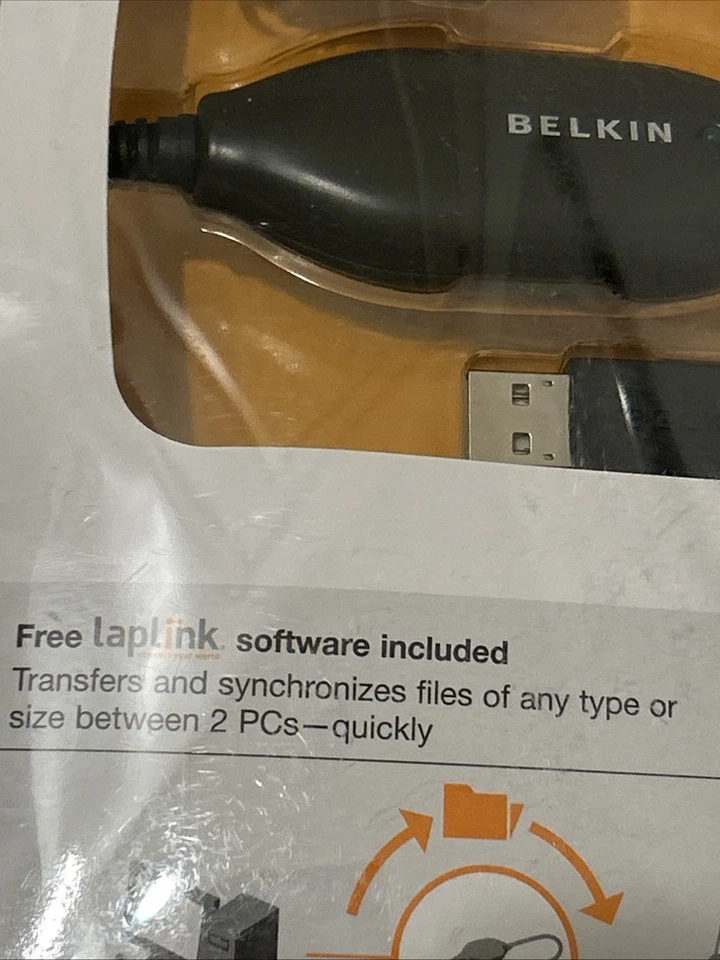 BELKIN
Free laplink software included
Transfers and synchronizes files of any type or
size between 2 PCs—quickly